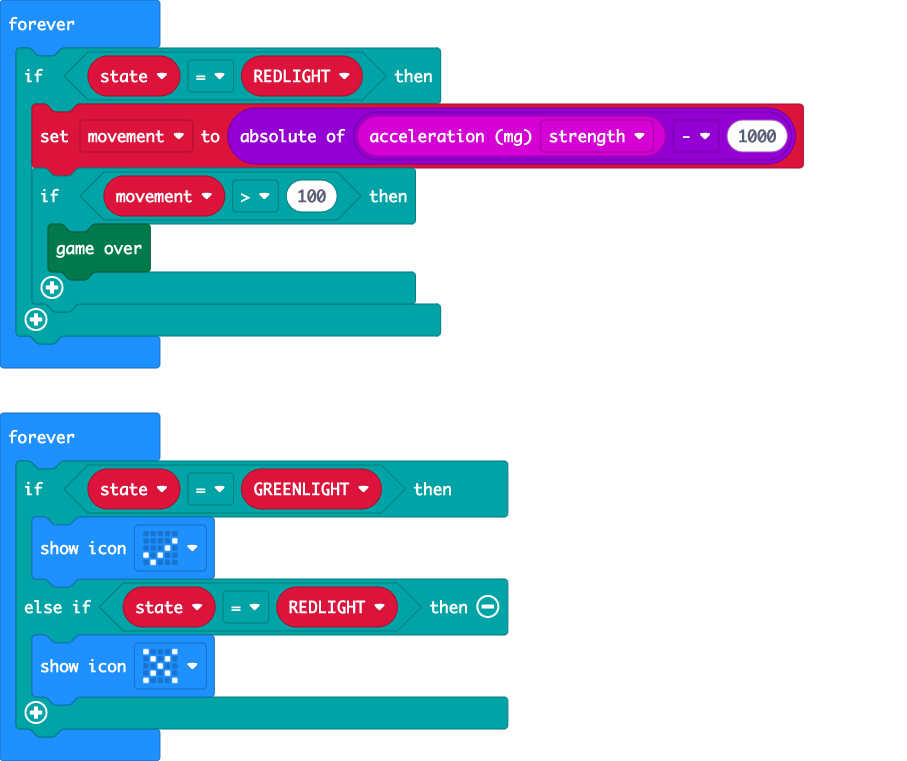 forever
if state = REDLIGHT then
set movement to absolute of acceleration (mg) strength - 1000
if movement > 100 then
game over
forever
if state = GREENLIGHT then
show icon
else if state = REDLIGHT then
show icon